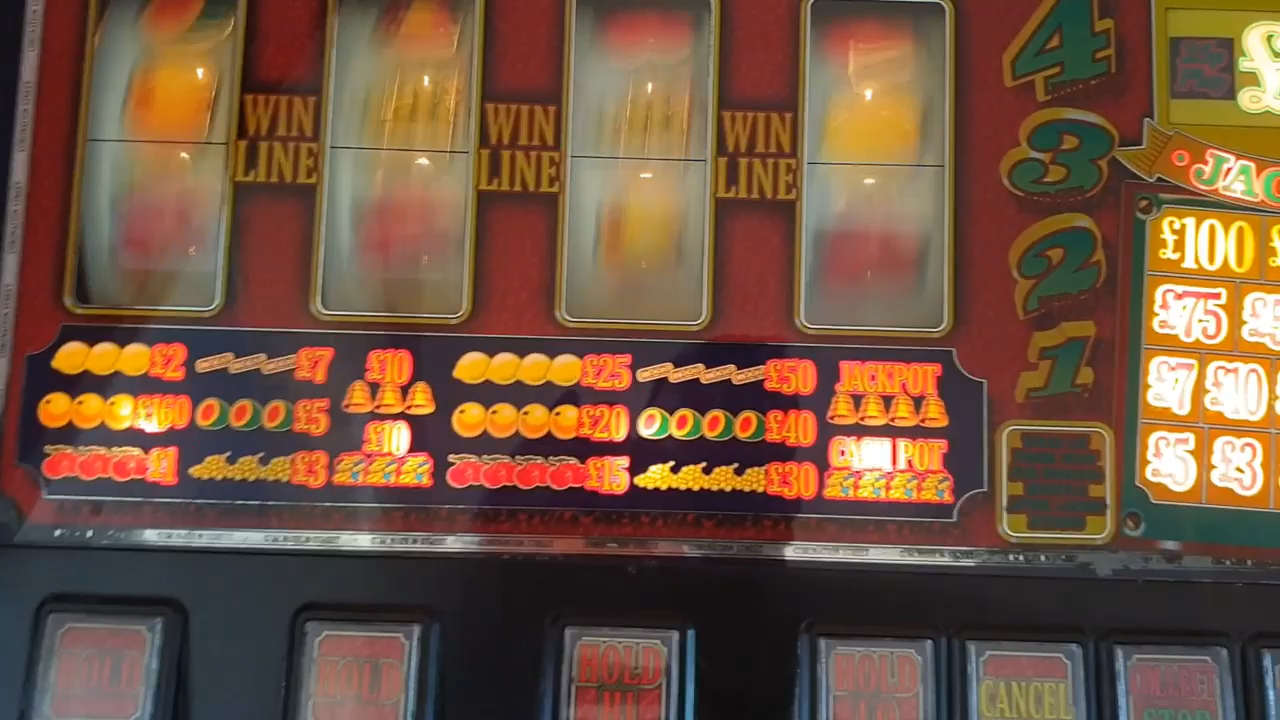 WIN
LINE
WIN
LINE
WIN
LINE
4
3
2
1
£
JAC
£100
£75
£7 £10
£5 £3
£2 £7 £10 £25 £50 JACKPOT
£160 £5 £10 £20 £40 CASH POT
£1 £3 £15 £30
HOLD
HOLD
HOLD
HOLD
CANCEL
COLLECT